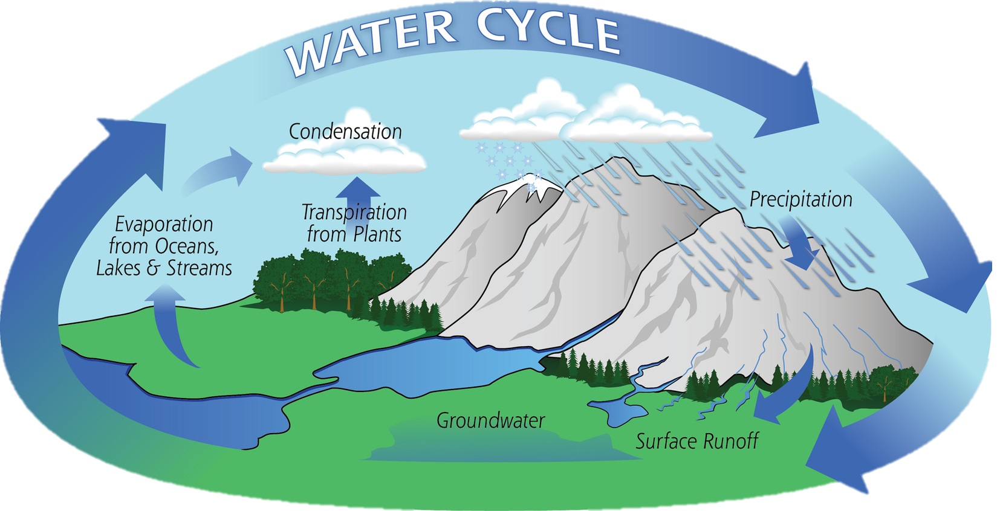 WATER CYCLE
Condensation
Precipitation
Transpiration
from Plants
Evaporation
from Oceans,
Lakes & Streams
Groundwater
Surface Runoff